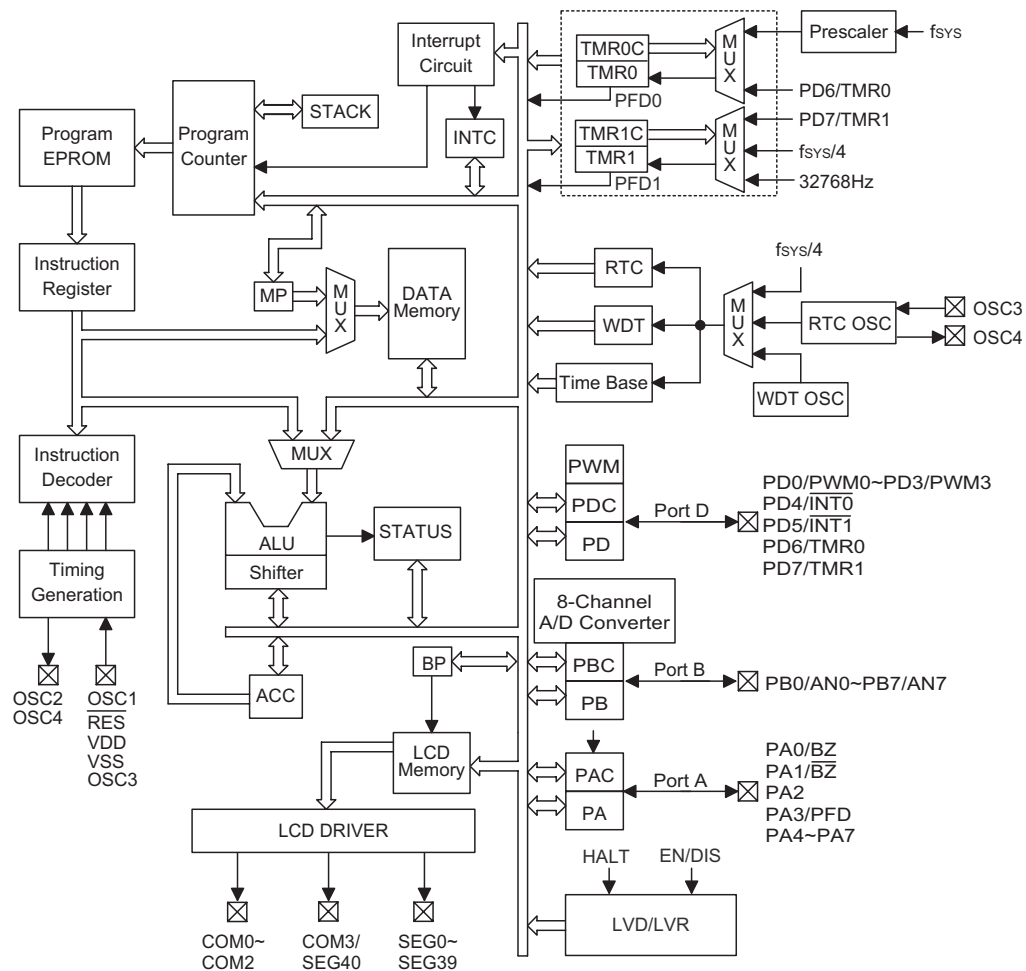 Interrupt
Circuit
TMR0C
TMR0
PFD0
MUX
Prescaler
fSYS
PD6/TMR0
STACK
INTC
Program
EPROM
Program
Counter
TMR1C
TMR1
PFD1
MUX
PD7/TMR1
fSYS/4
32768Hz
Instruction
Register
MP
MUX
DATA
Memory
RTC
WDT
Time Base
MUX
fSYS/4
RTC OSC
OSC3
OSC4
WDT OSC
Instruction
Decoder
MUX
ALU
Shifter
STATUS
PWM
PDC
PD
Port D
PD0/PWM0~PD3/PWM3
PD4/I̅N̅T̅0̅
PD5/I̅N̅T̅1̅
PD6/TMR0
PD7/TMR1
Timing
Generation
OSC2
OSC4
OSC1
R̅E̅S̅
VDD
VSS
OSC3
ACC
BP
8-Channel
A/D Converter
PBC
PB
Port B
PB0/AN0~PB7/AN7
LCD
Memory
PAC
PA
Port A
PA0/BZ
PA1/B̅Z̅
PA2
PA3/PFD
PA4~PA7
LCD DRIVER
COM0~
COM2
COM3/
SEG40
SEG0~
SEG39
HALT
EN/DIS
LVD/LVR